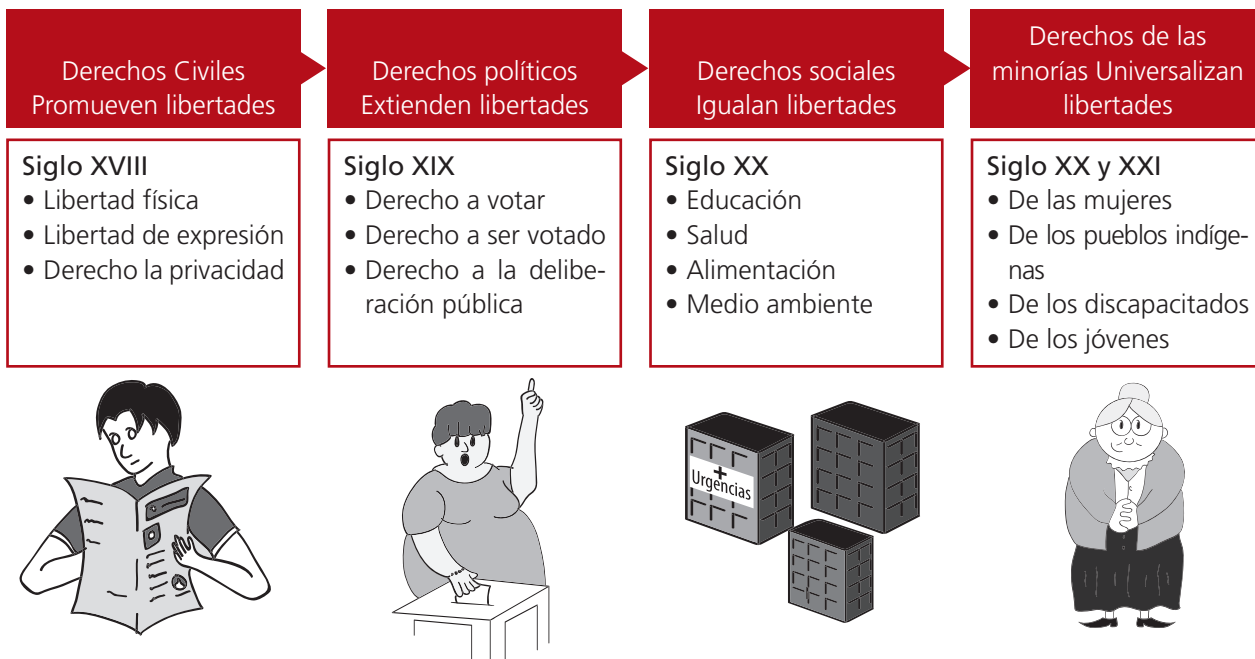 Derechos Civiles
Promueven libertades
Derechos políticos
Extienden libertades
Derechos sociales
Igualan libertades
Derechos de las
minorías Universalizan
libertades
Siglo XVIII
• Libertad física
• Libertad de expresión
• Derecho la privacidad
Siglo XIX
• Derecho a votar
• Derecho a ser votado
• Derecho a la delibe-
ración pública
Siglo XX
• Educación
• Salud
• Alimentación
• Medio ambiente
Siglo XX y XXI
• De las mujeres
• De los pueblos indíge-
nas
• De los discapacitados
• De los jóvenes
+
Urgencias